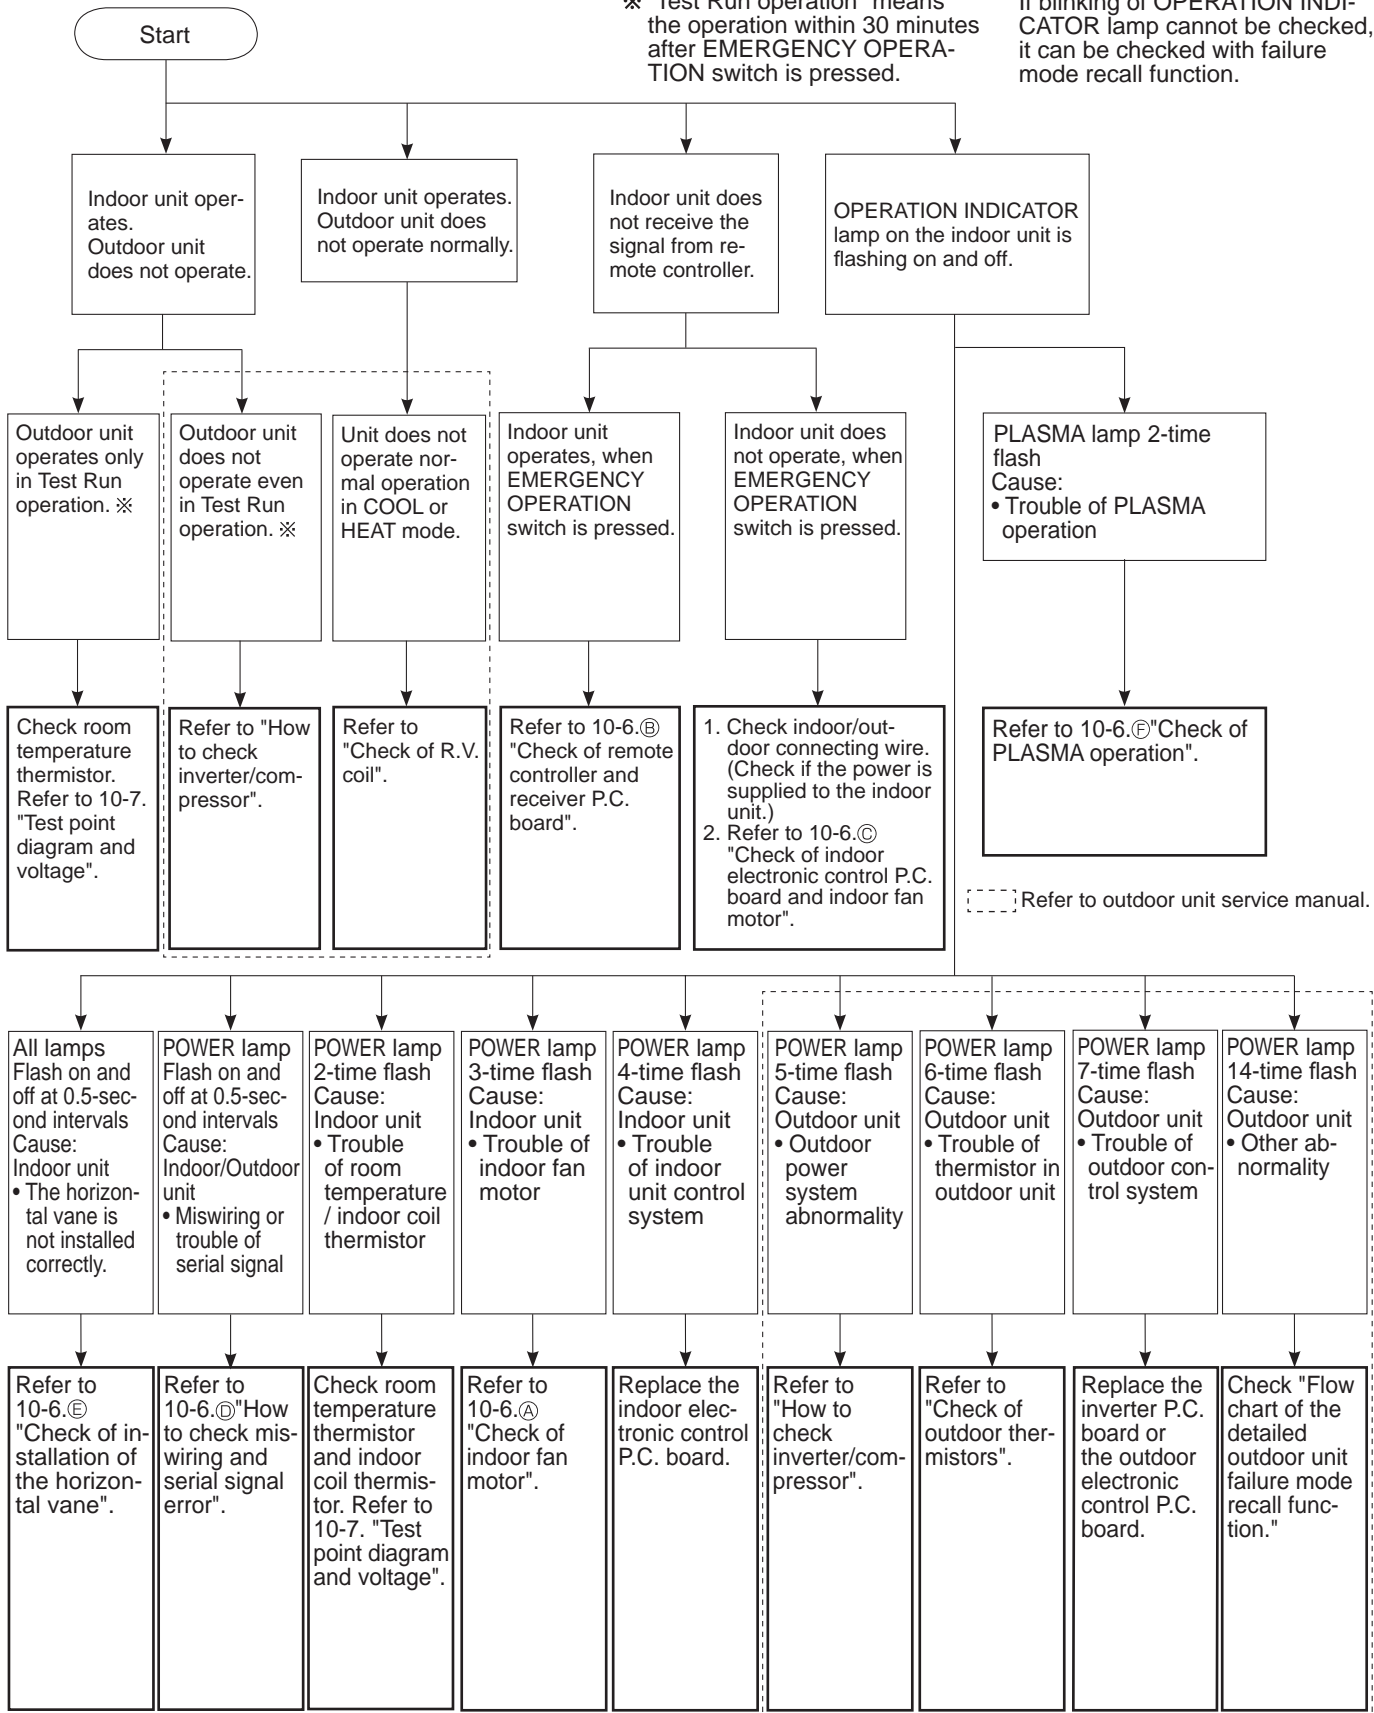 ※"Test Run operation" means
the operation within 30 minutes
after EMERGENCY OPERA-
TION switch is pressed.
If blinking of OPERATION INDI-
CATOR lamp cannot be checked,
it can be checked with failure
mode recall function.
Start
Indoor unit oper-
ates.
Outdoor unit
does not operate.
Indoor unit operates.
Outdoor unit does
not operate normally.
Indoor unit does
not receive the
signal from re-
mote controller.
OPERATION INDICATOR
lamp on the indoor unit is
flashing on and off.
Outdoor unit
operates only
in Test Run
operation. ※
Outdoor unit
does not
operate even
in Test Run
operation. ※
Unit does not
operate nor-
mal operation
in COOL or
HEAT mode.
Indoor unit
operates, when
EMERGENCY
OPERATION
switch is pressed.
Indoor unit does
not operate, when
EMERGENCY
OPERATION
switch is pressed.
PLASMA lamp 2-time
flash
Cause:
• Trouble of PLASMA
operation
Check room
temperature
thermistor.
Refer to 10-7.
"Test point
diagram and
voltage".
Refer to "How
to check
inverter/com-
pressor".
Refer to
"Check of R.V.
coil".
Refer to 10-6.Ⓑ
"Check of remote
controller and
receiver P.C.
board".
1. Check indoor/out-
door connecting wire.
(Check if the power is
supplied to the indoor
unit.)
2. Refer to 10-6.Ⓒ
"Check of indoor
electronic control P.C.
board and indoor fan
motor".
Refer to 10-6.Ⓕ"Check of
PLASMA operation".
Refer to outdoor unit service manual.
All lamps
Flash on and
off at 0.5-sec-
ond intervals
Cause:
Indoor unit
• The horizon-
tal vane is
not installed
correctly.
POWER lamp
Flash on and
off at 0.5-sec-
ond intervals
Cause:
Indoor/Outdoor
unit
• Miswiring or
trouble of
serial signal
POWER lamp
2-time flash
Cause:
Indoor unit
• Trouble
of room
temperature
/ indoor coil
thermistor
POWER lamp
3-time flash
Cause:
Indoor unit
• Trouble of
indoor fan
motor
POWER lamp
4-time flash
Cause:
Indoor unit
• Trouble
of indoor
unit control
system
POWER lamp
5-time flash
Cause:
Outdoor unit
• Outdoor
power
system
abnormality
POWER lamp
6-time flash
Cause:
Outdoor unit
• Trouble of
thermistor in
outdoor unit
POWER lamp
7-time flash
Cause:
Outdoor unit
• Trouble of
outdoor con-
trol system
POWER lamp
14-time flash
Cause:
Outdoor unit
• Other ab-
normality
Refer to
10-6.Ⓔ
"Check of in-
stallation of
the horizon-
tal vane".
Refer to
10-6.Ⓓ"How
to check mis-
wiring and
serial signal
error".
Check room
temperature
thermistor
and indoor
coil thermis-
tor. Refer to
10-7. "Test
point diagram
and voltage".
Refer to
10-6.Ⓐ
"Check of
indoor fan
motor".
Replace the
indoor elec-
tronic control
P.C. board.
Refer to
"How to
check
inverter/com-
pressor".
Refer to
"Check of
outdoor ther-
mistors".
Replace the
inverter P.C.
board or
the outdoor
electronic
control P.C.
board.
Check "Flow
chart of the
detailed
outdoor unit
failure mode
recall func-
tion."